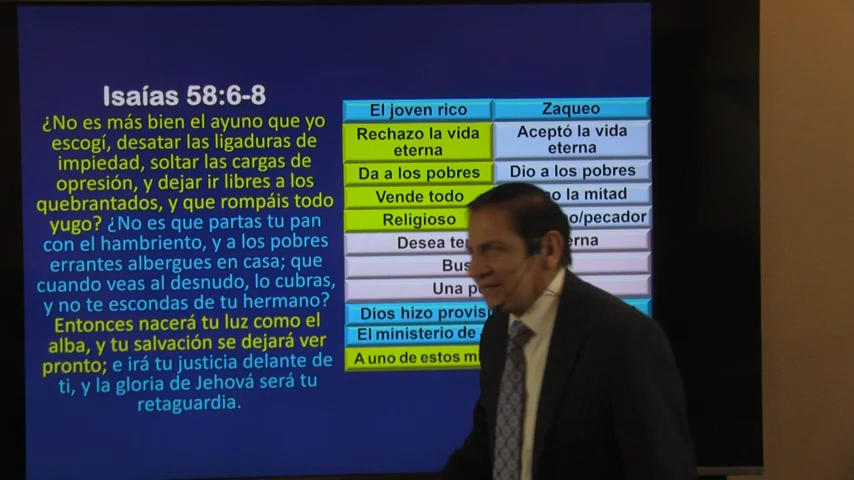 Isaías 58:6-8
¿No es más bien el ayuno que yo
escogí, desatar las ligaduras de
impiedad, soltar las cargas de
opresión, y dejar ir libres a los
quebrantados, y que rompáis todo
yugo? ¿No es que partas tu pan
con el hambriento, y a los pobres
errantes albergues en casa; que
cuando veas al desnudo, lo cubras,
y no te escondas de tu hermano?
Entonces nacerá tu luz como el
alba, y tu salvación se dejará ver
pronto; e irá tu justicia delante de
ti, y la gloria de Jehová será tu
retaguardia.
El joven rico Zaqueo
Rechazo la vida
eterna
Aceptó la vida
eterna
Da a los pobres Dio a los pobres
Vende todo la mitad
Religioso /pecador
Desea
Una
Dios hizo
El ministerio de
A uno de estos